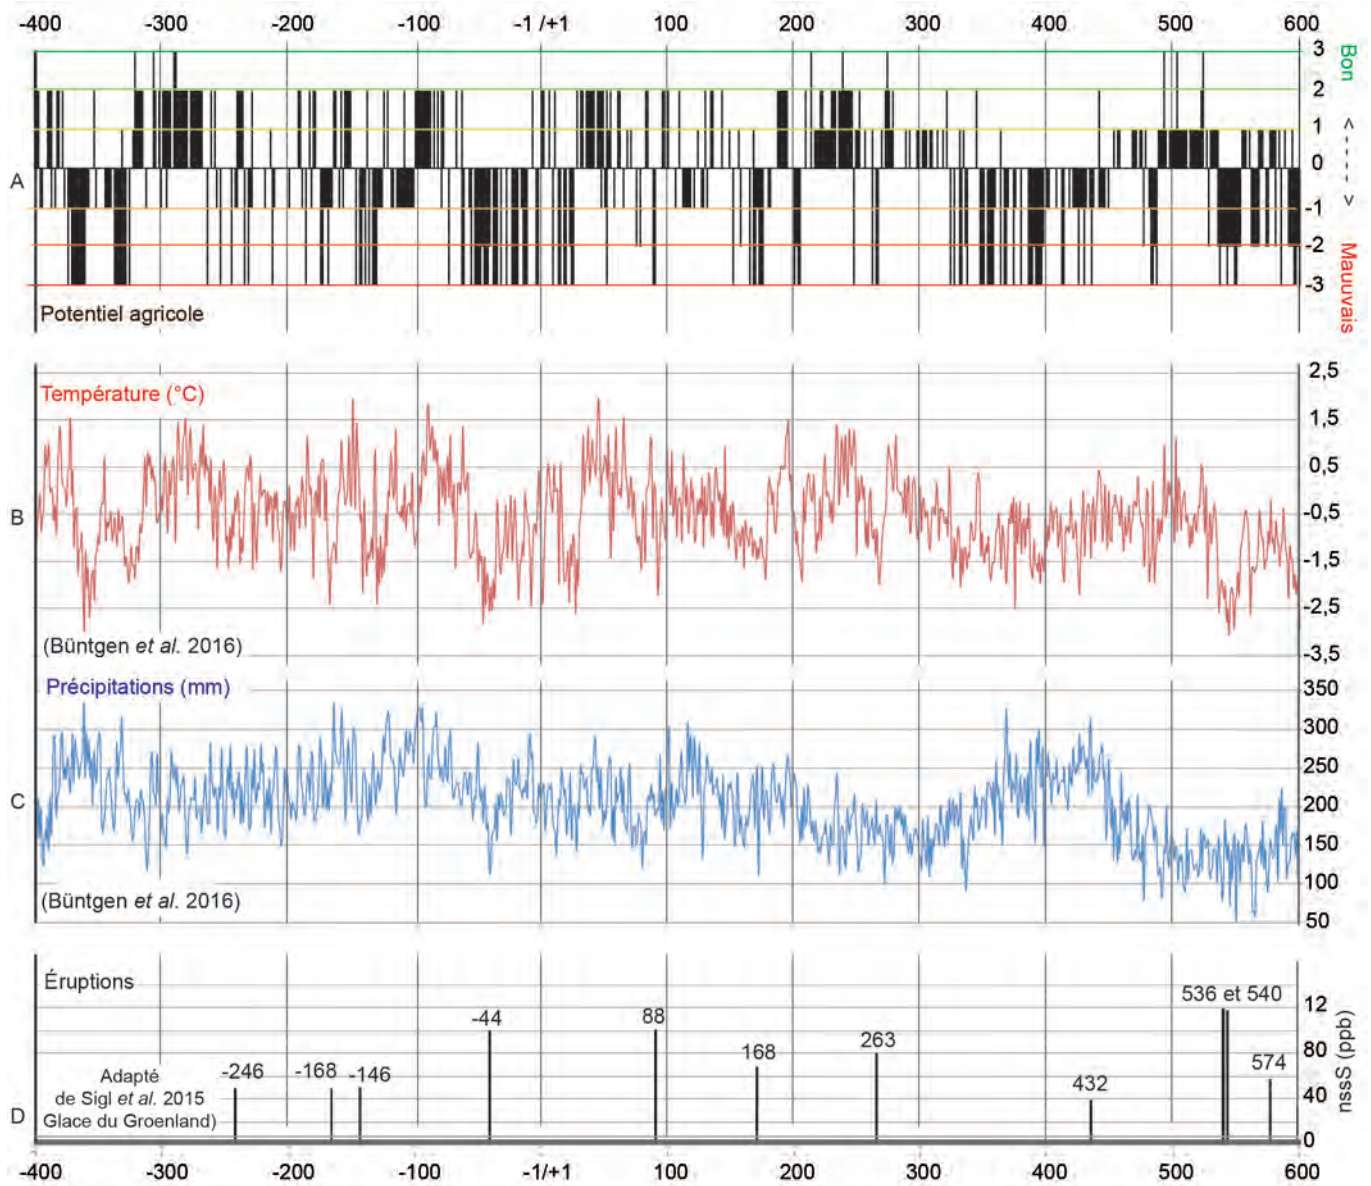 -400 -300 -200 -100 -1 /+1 100 200 300 400 500 600
3
2
1
0
-1
-2
-3
Bon
< - - - - >
Mauuvais
A
Potentiel agricole
2,5
1,5
0,5
-0,5
-1,5
-2,5
-3,5
Température (°C)
B
(Büntgen et al. 2016)
Précipitations (mm)
350
300
250
200
150
100
50
C
(Büntgen et al. 2016)
Éruptions
536 et 540
-44
88
168
263
432
574
-246
-168
-146
12
80
40
0
nsssS (ppb)
Adapté
de Sigl et al. 2015
Glace du Groenland)
D
-400 -300 -200 -100 -1/+1 100 200 300 400 500 600